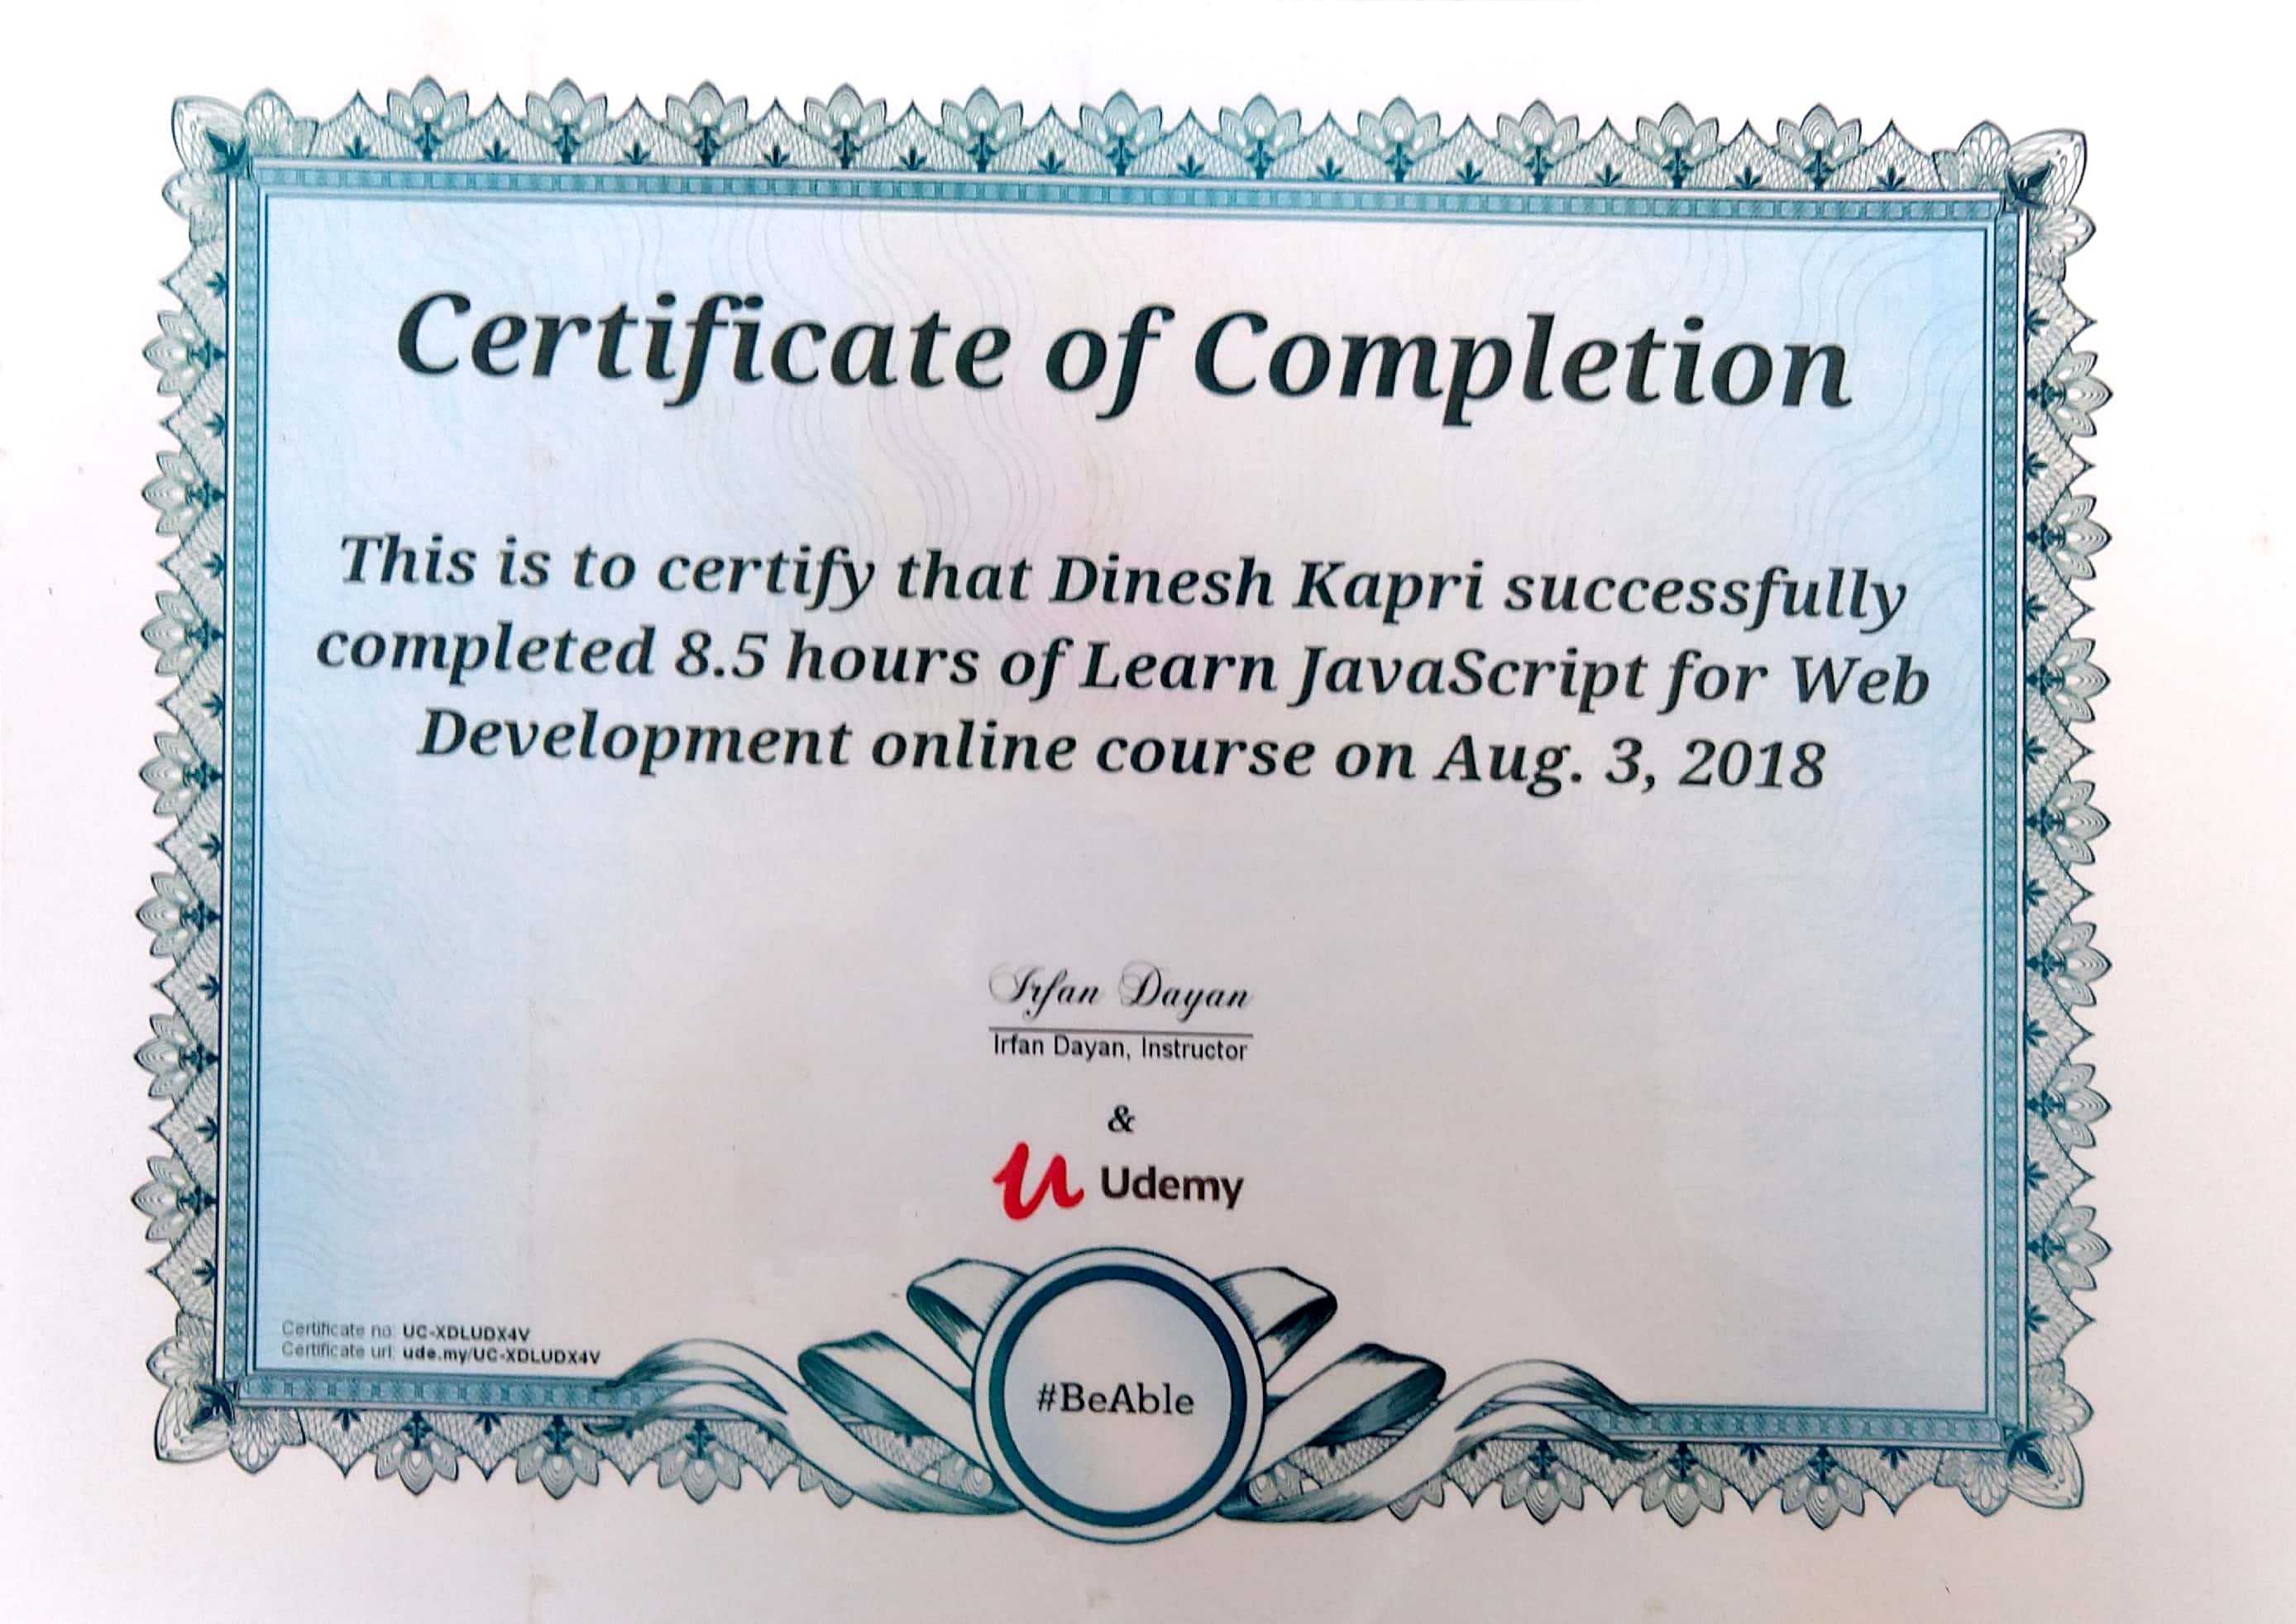 Certificate of Completion
This is to certify that Dinesh Kapri successfully
completed 8.5 hours of Learn JavaScript for Web
Development online course on Aug. 3, 2018
Irfan Dayan
Irfan Dayan, Instructor
&
Udemy
Certificate no: UC-XDLUDX4V
Certificate url: ude.my/UC-XDLUDX4V
#BeAble